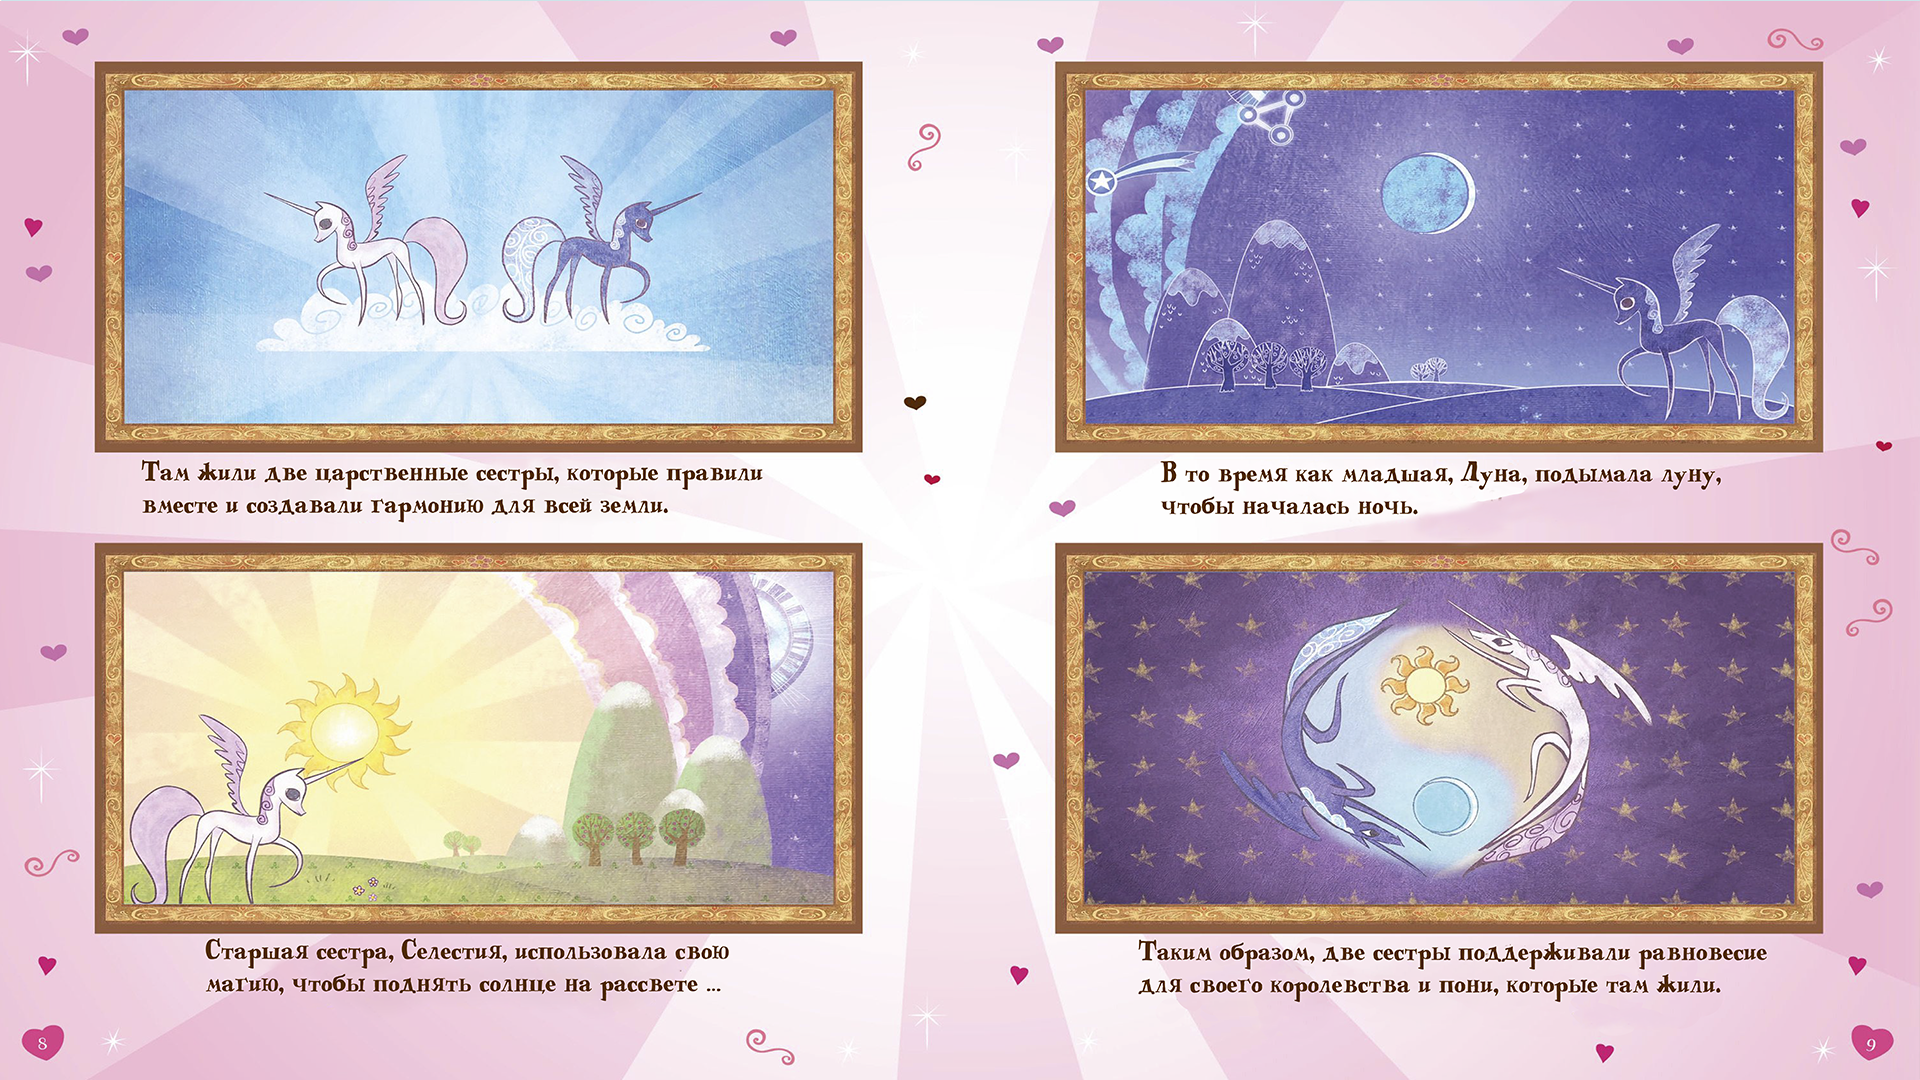 Там жили две царственные сестры, которые правили
вместе и создавали гармонию для всей земли.
Старшая сестра, Селестия, использовала свою
магию, чтобы поднять солнце на рассвете ...
8
В то время как младшая, Луна, подымала луну,
чтобы началась ночь.
Таким образом, две сестры поддерживали равновесие
для своего королевства и пони, которые там жили.
9